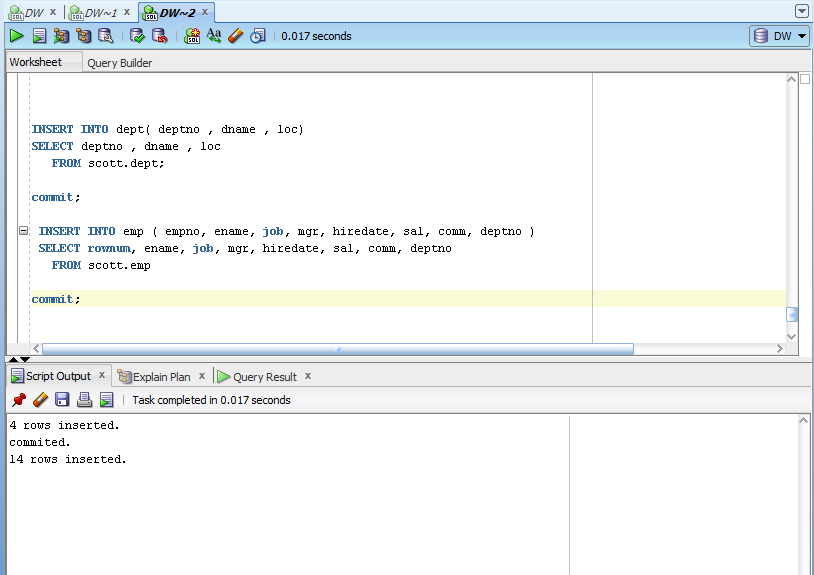 DW x DW~1 x DW~2 x
0.017 seconds DW
Worksheet Query Builder
INSERT INTO dept( deptno , dname , loc)
SELECT deptno , dname , loc
FROM scott.dept;
commit;
INSERT INTO emp ( empno, ename, job, mgr, hiredate, sal, comm, deptno )
SELECT rownum, ename, job, mgr, hiredate, sal, comm, deptno
FROM scott.emp
commit;
Script Output x Explain Plan x Query Result x
Task completed in 0.017 seconds
4 rows inserted.
commited.
14 rows inserted.